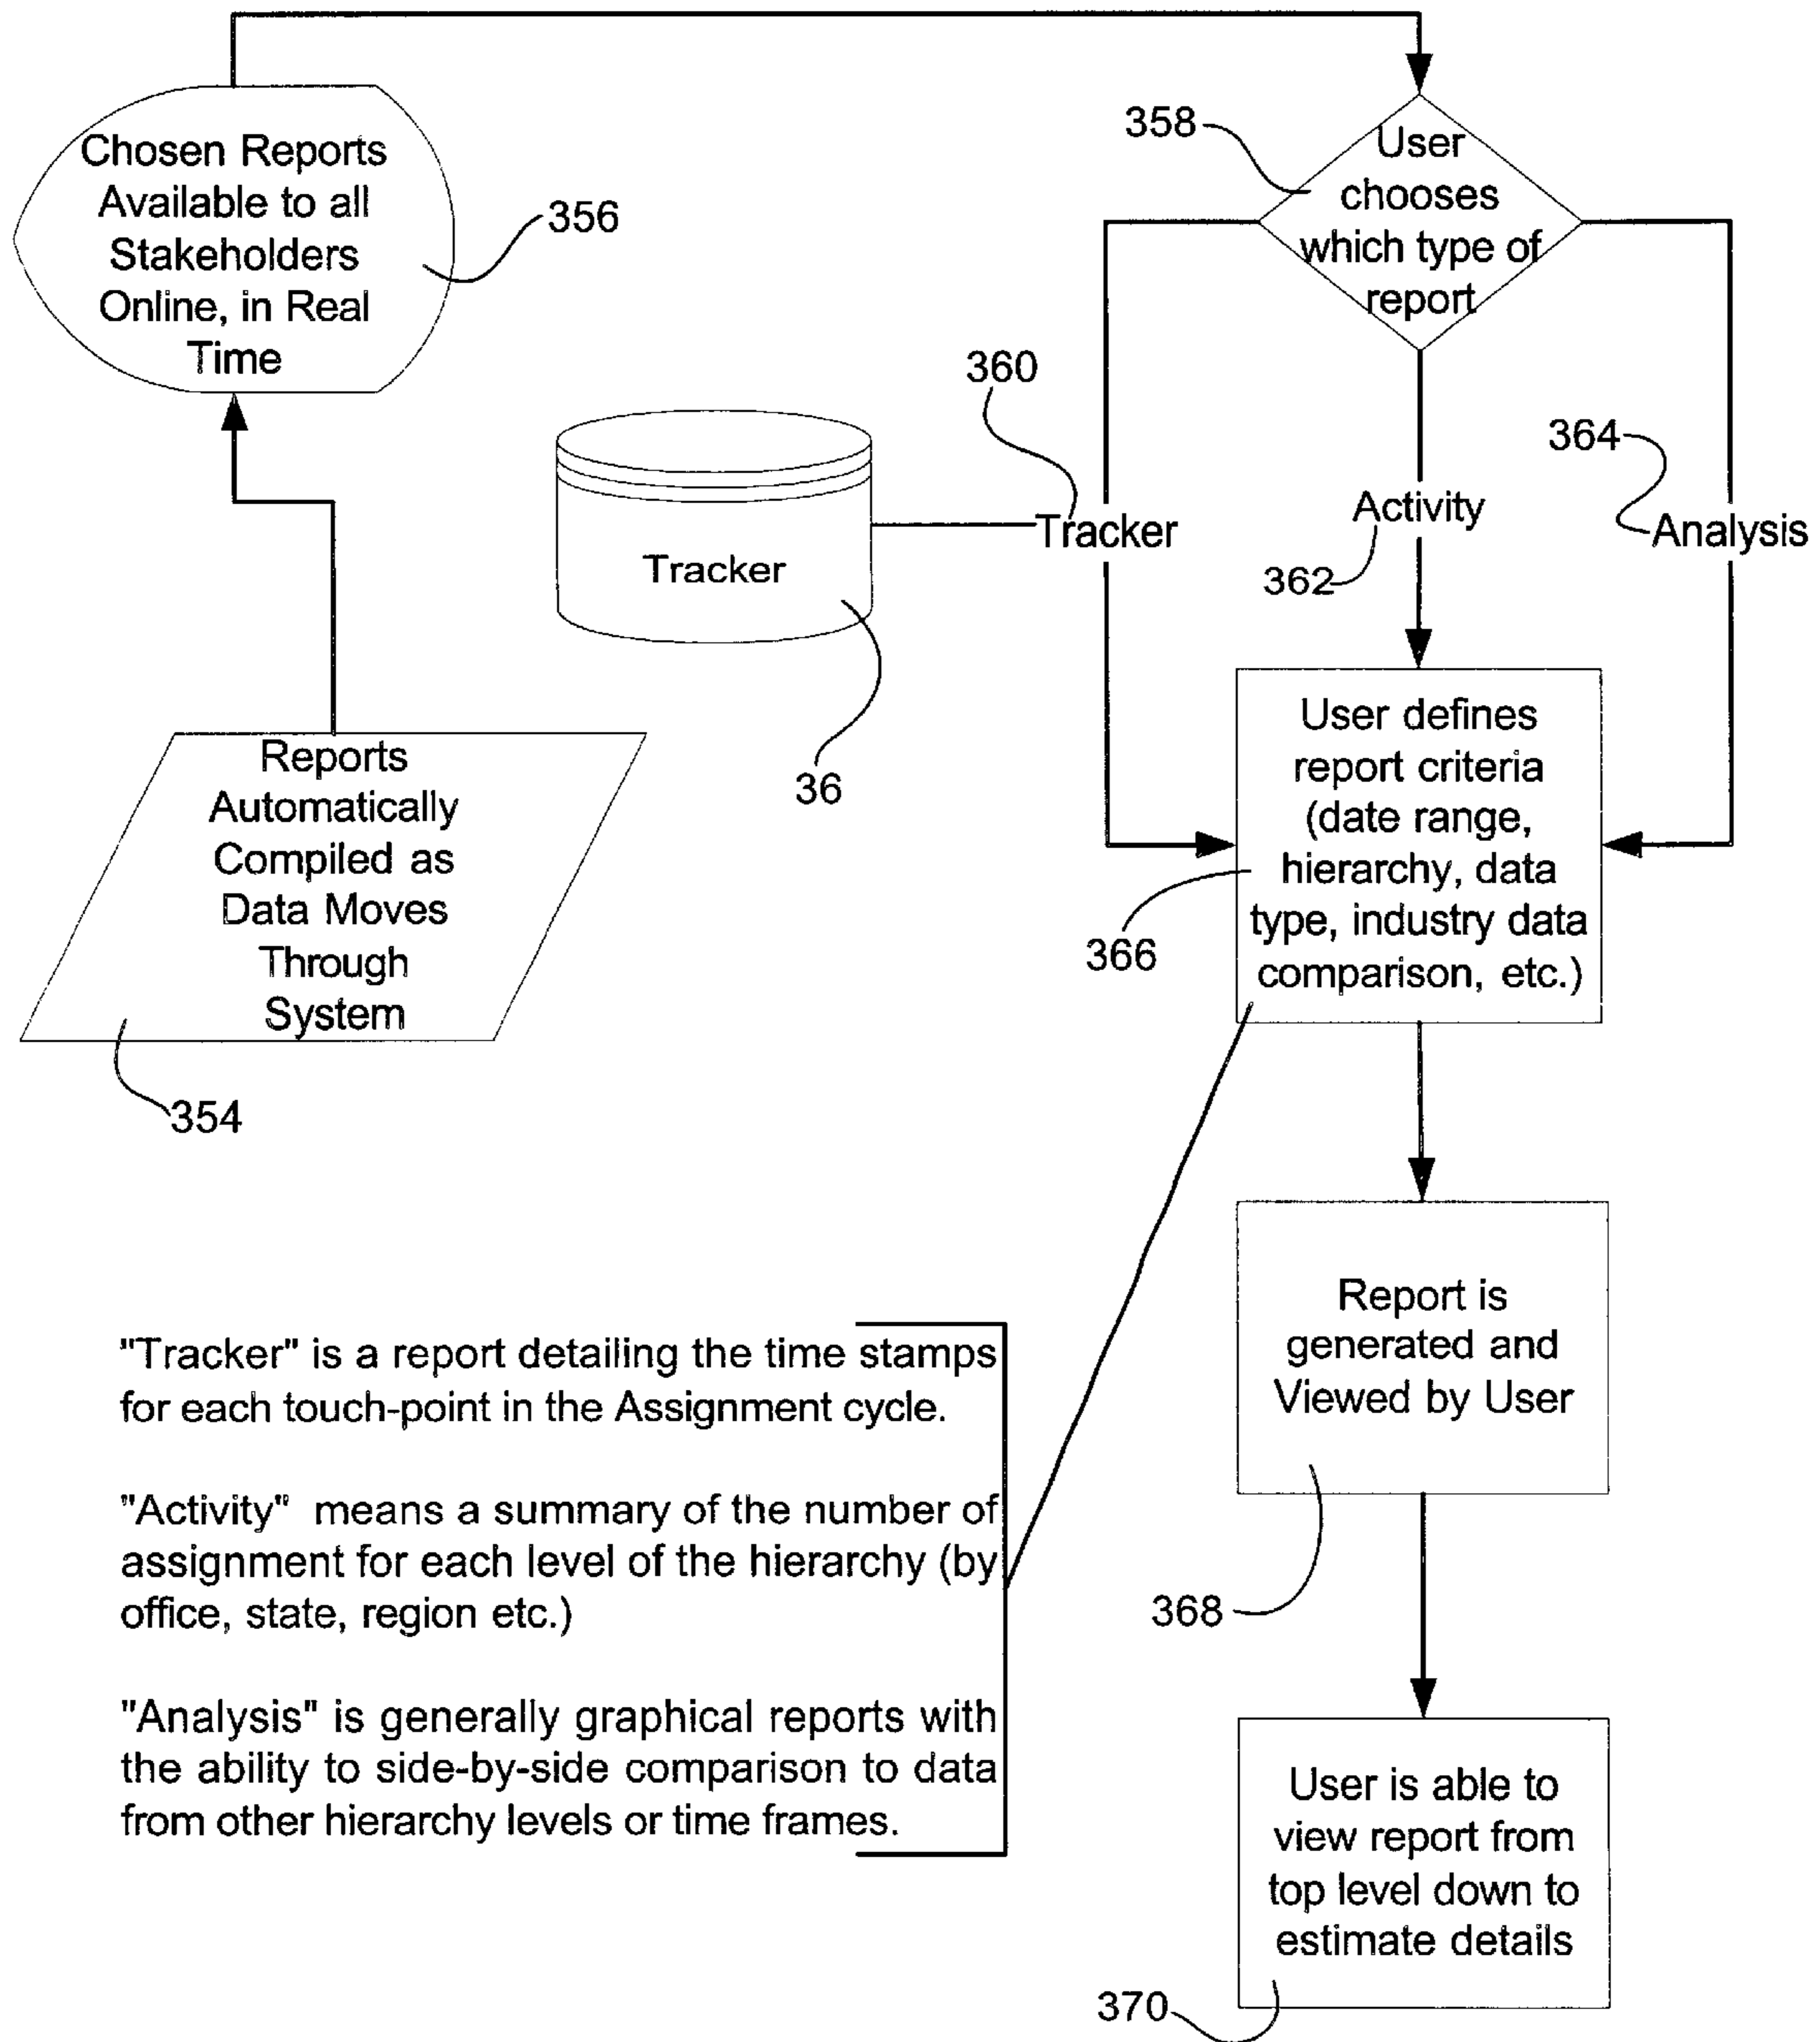 Chosen Reports
Available to all
Stakeholders
Online, in Real
Time
356
358
User
chooses
which type of
report
360
364
Tracker
Activity
Analysis
362
Tracker
36
Reports
Automatically
Compiled as
Data Moves
Through
System
354
User defines
report criteria
(date range,
hierarchy, data
type, industry data
comparison, etc.)
366
Report is
generated and
Viewed by User
368
"Tracker" is a report detailing the time stamps
for each touch-point in the Assignment cycle.
"Activity" means a summary of the number of
assignment for each level of the hierarchy (by
office, state, region etc.)
"Analysis" is generally graphical reports with
the ability to side-by-side comparison to data
from other hierarchy levels or time frames.
User is able to
view report from
top level down to
estimate details
370